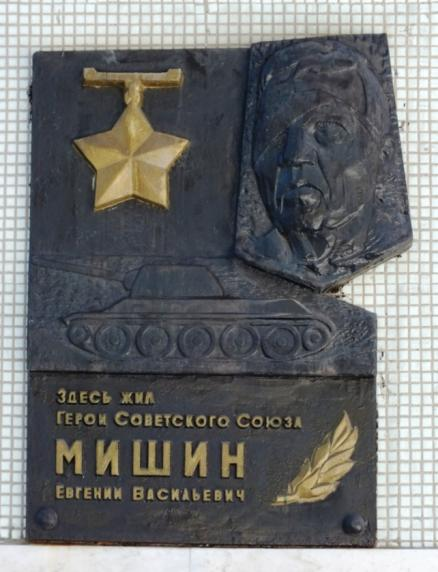 Здесь жил
Герой Советского Союза
МИШИН
Евгений Васильевич